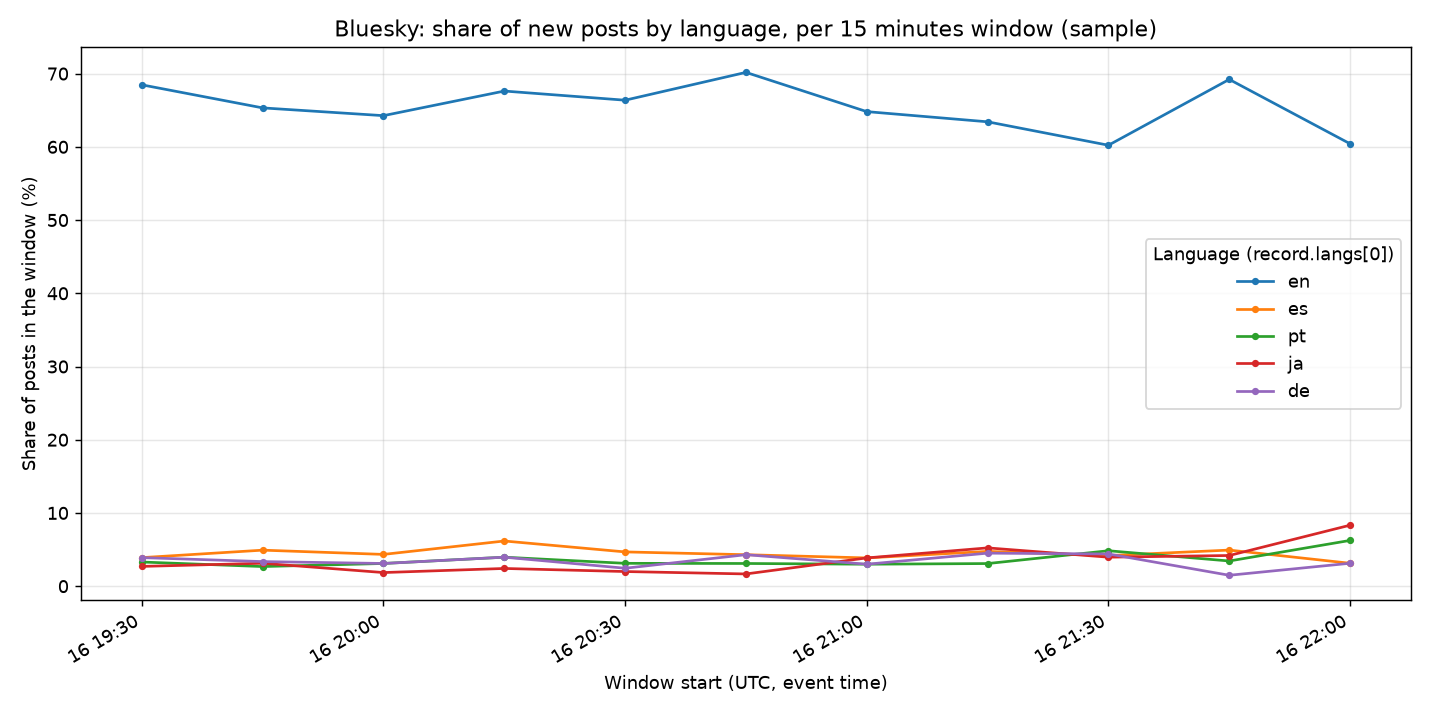 Bluesky: share of new posts by language, per 15 minutes window (sample)
Share of posts in the window (%)
70
60
50
40
30
20
10
0
Language (record.langs[0])
en
es
pt
ja
de
16 19:30
16 20:00
16 20:30
16 21:00
16 21:30
16 22:00
Window start (UTC, event time)